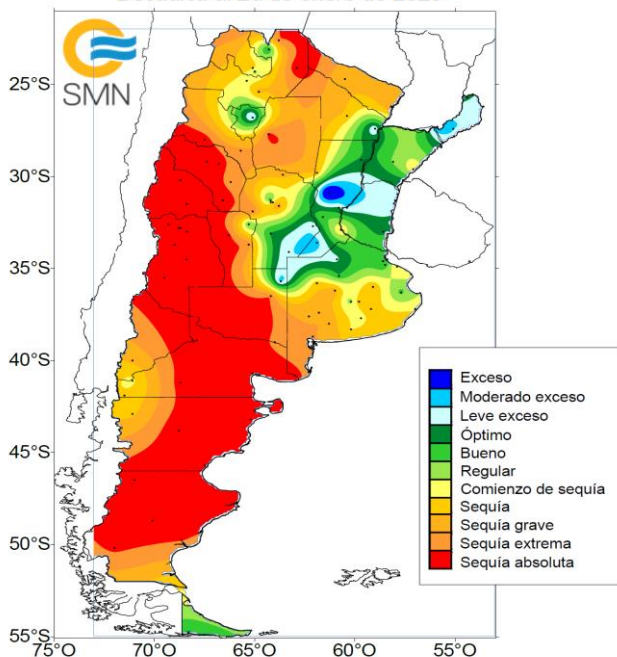 SMN
25°S
30°S
35°S
40°S
45°S
50°S
55°S
75°O 70°O 65°O 60°O 55°O
Exceso
Moderado exceso
Leve exceso
Óptimo
Bueno
Regular
Comienzo de sequía
Sequía
Sequía grave
Sequía extrema
Sequía absoluta